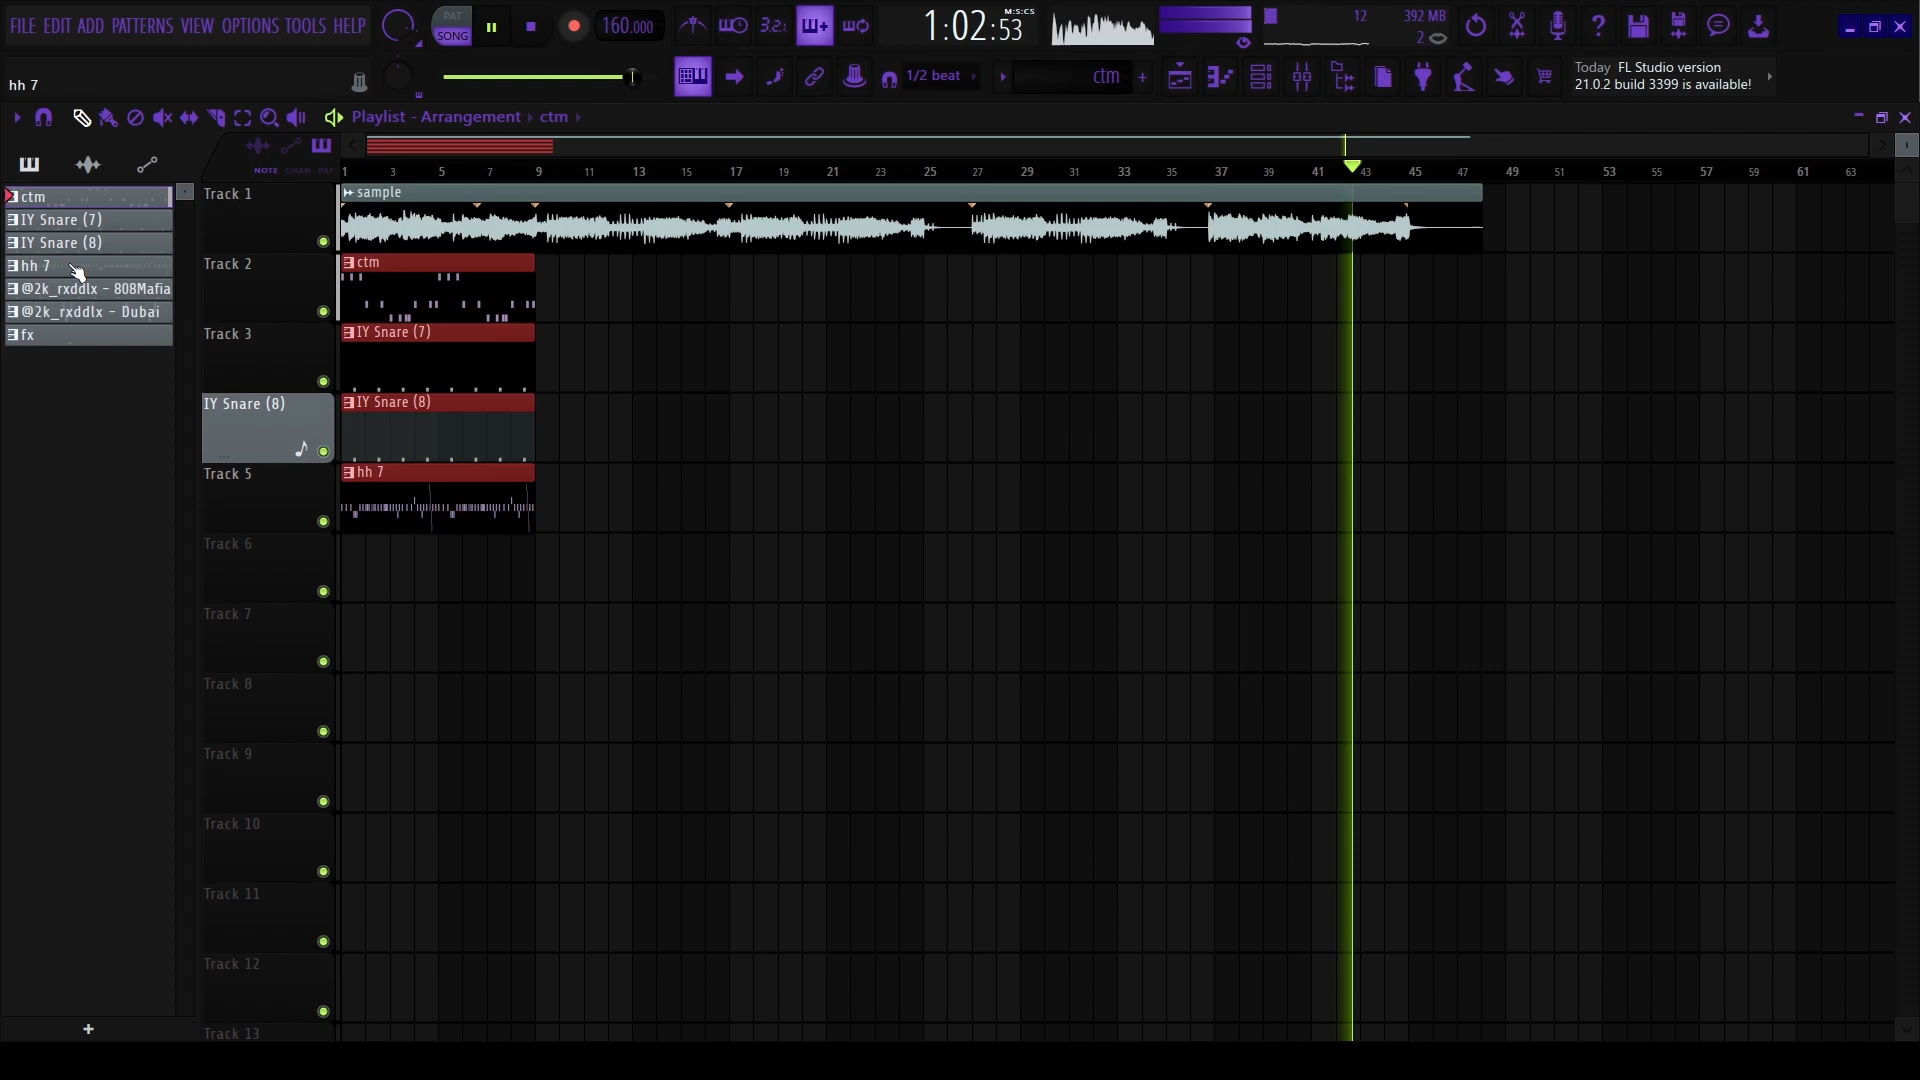 FILE EDIT ADD PATTERNS VIEW OPTIONS TOOLS HELP
PAT
SONG
160.000
3.2.
1:02:53
M:S:CS
12
392 MB
2
hh 7
1/2 beat
ctm
Today FL Studio version
21.0.2 build 3399 is available!
Playlist - Arrangement ctm
NOTE CHAN PAT
1 3 5 7 9 11 13 15 17 19 21 23 25 27 29 31 33 35 37 39 41 43 45 47 49 51 53 55 57 59 61 63
ctm
IY Snare (7)
IY Snare (8)
hh 7
@2k_rxddlx - 808Mafia
@2k_rxddlx - Dubai
fx
Track 1
sample
Track 2
ctm
Track 3
IY Snare (7)
IY Snare (8)
IY Snare (8)
Track 5
hh 7
Track 6
Track 7
Track 8
Track 9
Track 10
Track 11
Track 12
Track 13